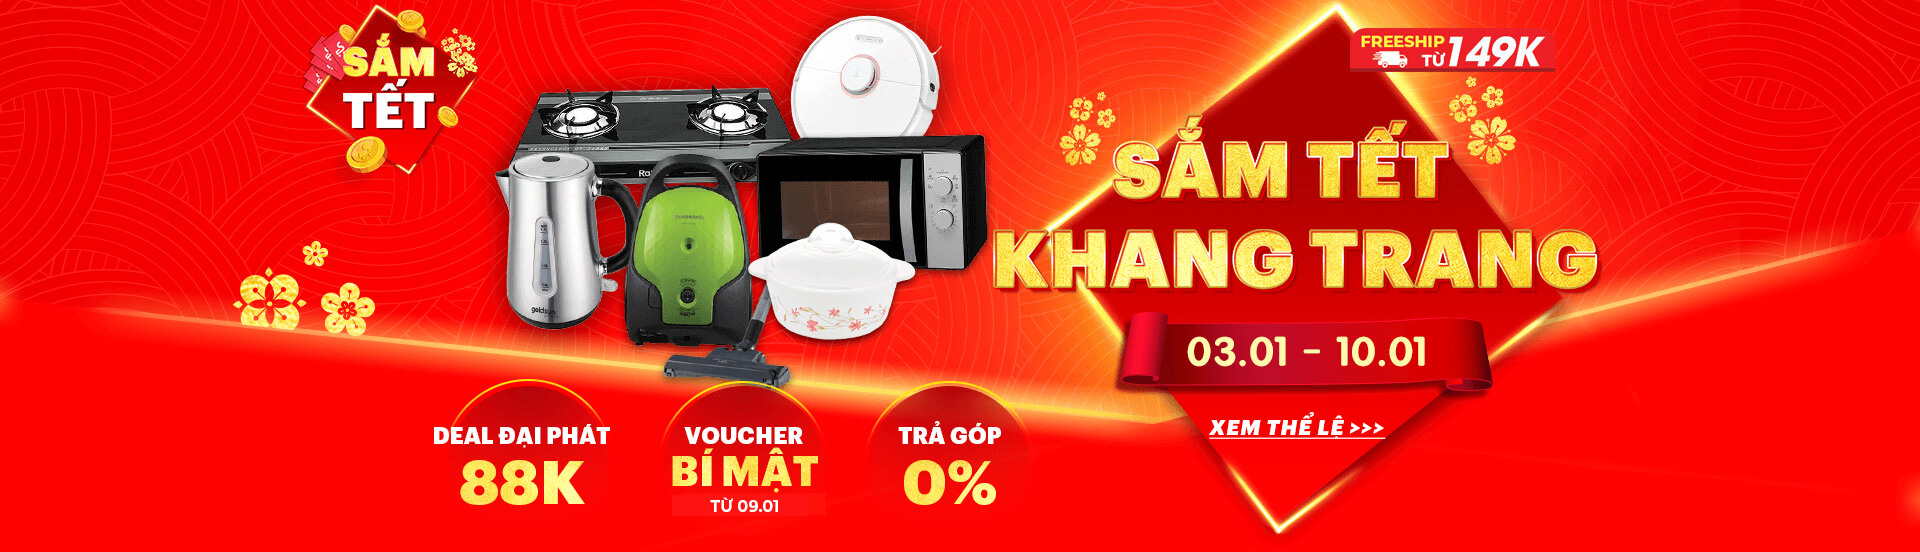 SẮM
TẾT
FREESHIP
TỪ 149K
SẮM TẾT
KHANG TRANG
03.01 - 10.01
XEM THỂ LỆ >>>
goldsun
DEAL ĐẠI PHÁT
88K
VOUCHER
BÍ MẬT
TỪ 09.01
TRẢ GÓP
0%